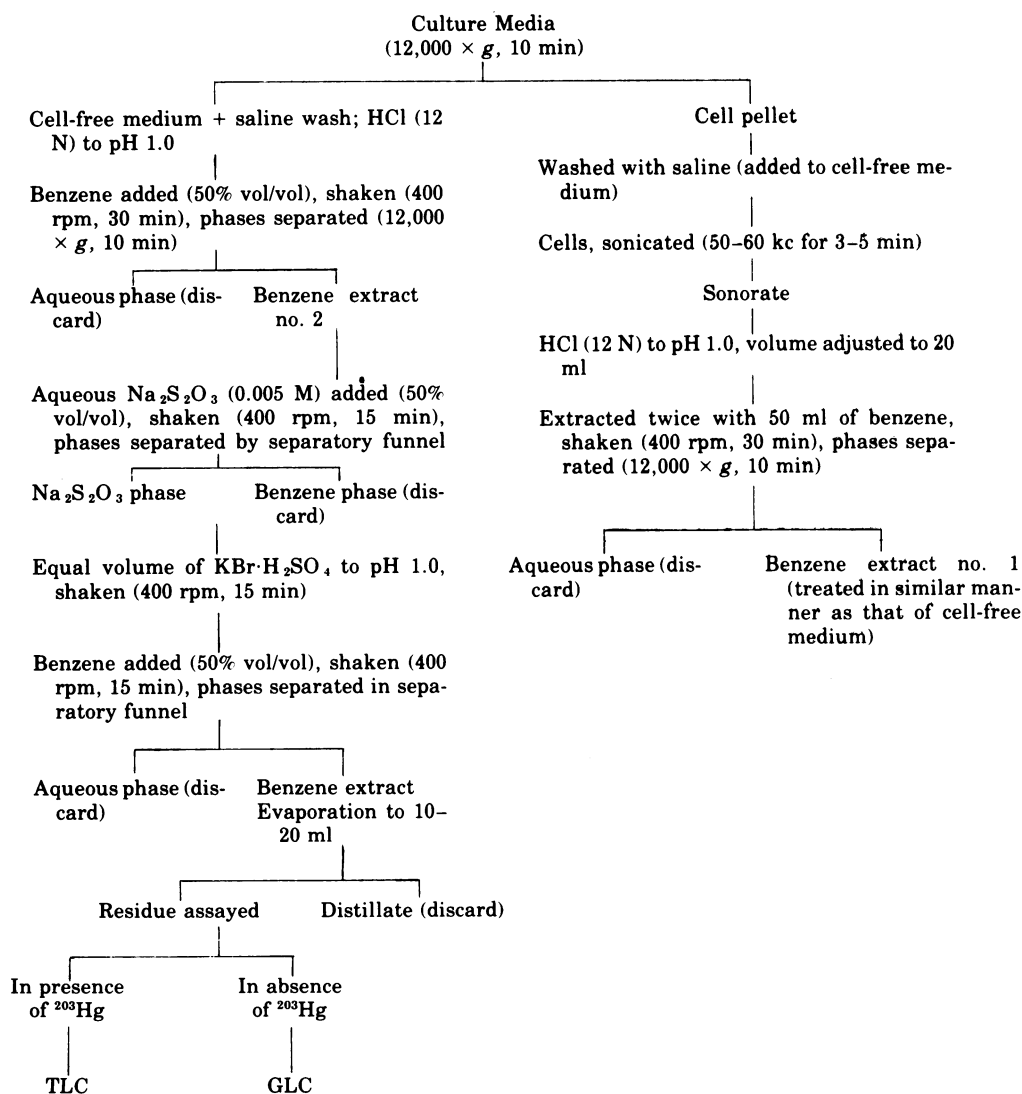 Culture Media
(12,000 × g, 10 min)
Cell-free medium + saline wash; HCl (12
N) to pH 1.0
Benzene added (50% vol/vol), shaken (400
rpm, 30 min), phases separated (12,000
× g, 10 min)
Aqueous phase (dis-
card)
Benzene extract
no. 2
Aqueous Na₂S₂O₃ (0.005 M) added (50%
vol/vol), shaken (400 rpm, 15 min),
phases separated by separatory funnel
Na₂S₂O₃ phase
Benzene phase (dis-
card)
Equal volume of KBr·H₂SO₄ to pH 1.0,
shaken (400 rpm, 15 min)
Benzene added (50% vol/vol), shaken (400
rpm, 15 min), phases separated in sepa-
ratory funnel
Aqueous phase (dis-
card)
Benzene extract
Evaporation to 10–
20 ml
Residue assayed
Distillate (discard)
In presence
of ²⁰³Hg
In absence
of ²⁰³Hg
TLC
GLC
Cell pellet
Washed with saline (added to cell-free me-
dium)
Cells, sonicated (50–60 kc for 3–5 min)
Sonorate
HCl (12 N) to pH 1.0, volume adjusted to 20
ml
Extracted twice with 50 ml of benzene,
shaken (400 rpm, 30 min), phases sepa-
rated (12,000 × g, 10 min)
Aqueous phase (dis-
card)
Benzene extract no. 1
(treated in similar man-
ner as that of cell-free
medium)